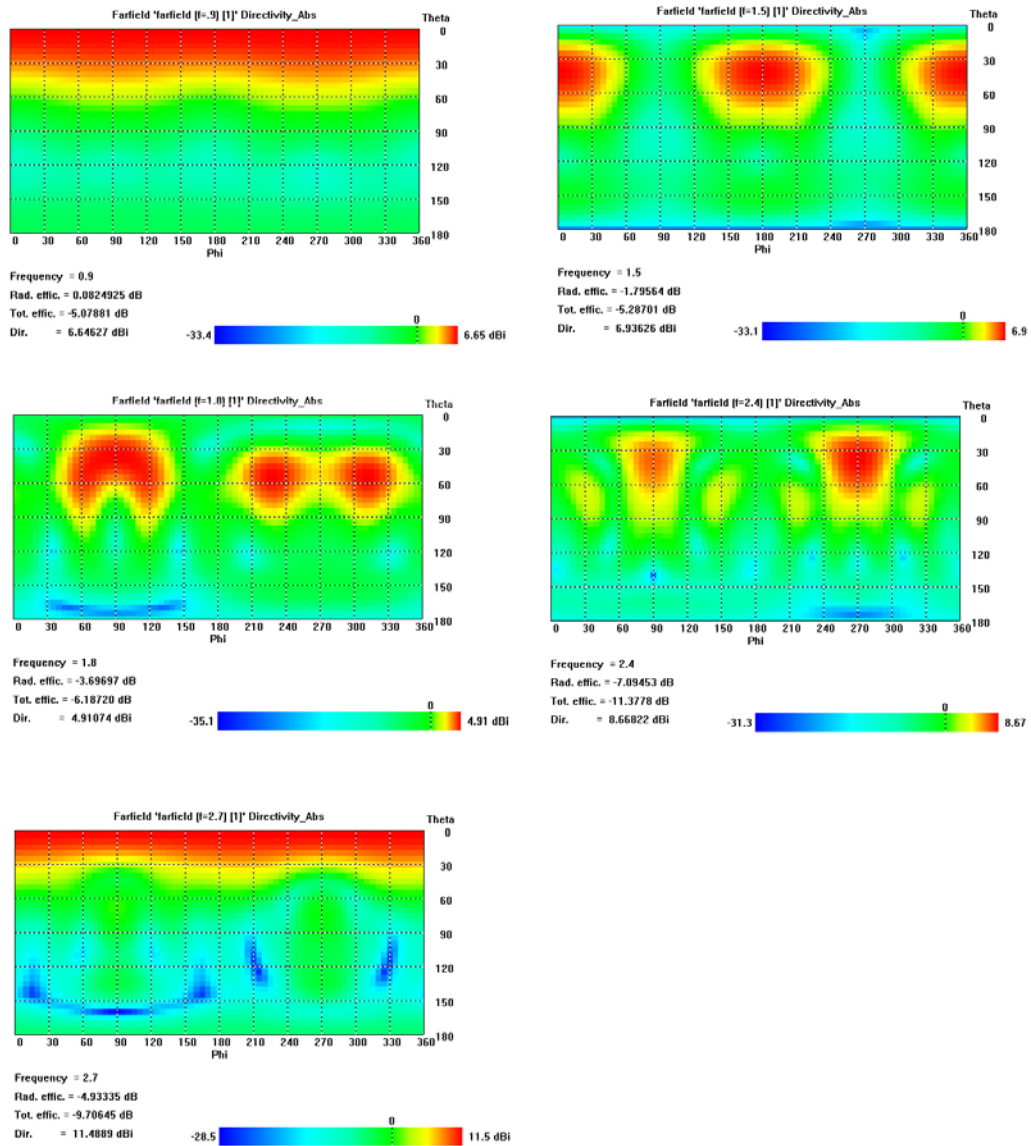 Farfield 'farfield (f=.9) [1]' Directivity_Abs
Theta
0
30
60
90
120
150
180
0 30 60 90 120 150 180 210 240 270 300 330 360
Phi
Frequency = 0.9
Rad. effic. = 0.0824925 dB
Tot. effic. = -5.07881 dB
Dir. = 6.64627 dBi
0
-33.4 6.65 dBi
Farfield 'farfield (f=1.5) [1]' Directivity_Abs
Theta
0
30
60
90
120
150
180
0 30 60 90 120 150 180 210 240 270 300 330 360
Phi
Frequency = 1.5
Rad. effic. = -1.79564 dB
Tot. effic. = -5.28701 dB
Dir. = 6.93626 dBi
0
-33.1 6.9
Farfield 'farfield (f=1.8) [1]' Directivity_Abs
Theta
0
30
60
90
120
150
180
0 30 60 90 120 150 180 210 240 270 300 330 360
Phi
Frequency = 1.8
Rad. effic. = -3.69697 dB
Tot. effic. = -6.18720 dB
Dir. = 4.91074 dBi
0
-35.1 4.91 dBi
Farfield 'farfield (f=2.4) [1]' Directivity_Abs
Theta
0
30
60
90
120
150
180
0 30 60 90 120 150 180 210 240 270 300 330 360
Phi
Frequency = 2.4
Rad. effic. = -7.09453 dB
Tot. effic. = -11.3778 dB
Dir. = 8.66822 dBi
0
-31.3 8.67
Farfield 'farfield (f=2.7) [1]' Directivity_Abs
Theta
0
30
60
90
120
150
180
0 30 60 90 120 150 180 210 240 270 300 330 360
Phi
Frequency = 2.7
Rad. effic. = -4.93335 dB
Tot. effic. = -9.70645 dB
Dir. = 11.4889 dBi
0
-28.5 11.5 dBi